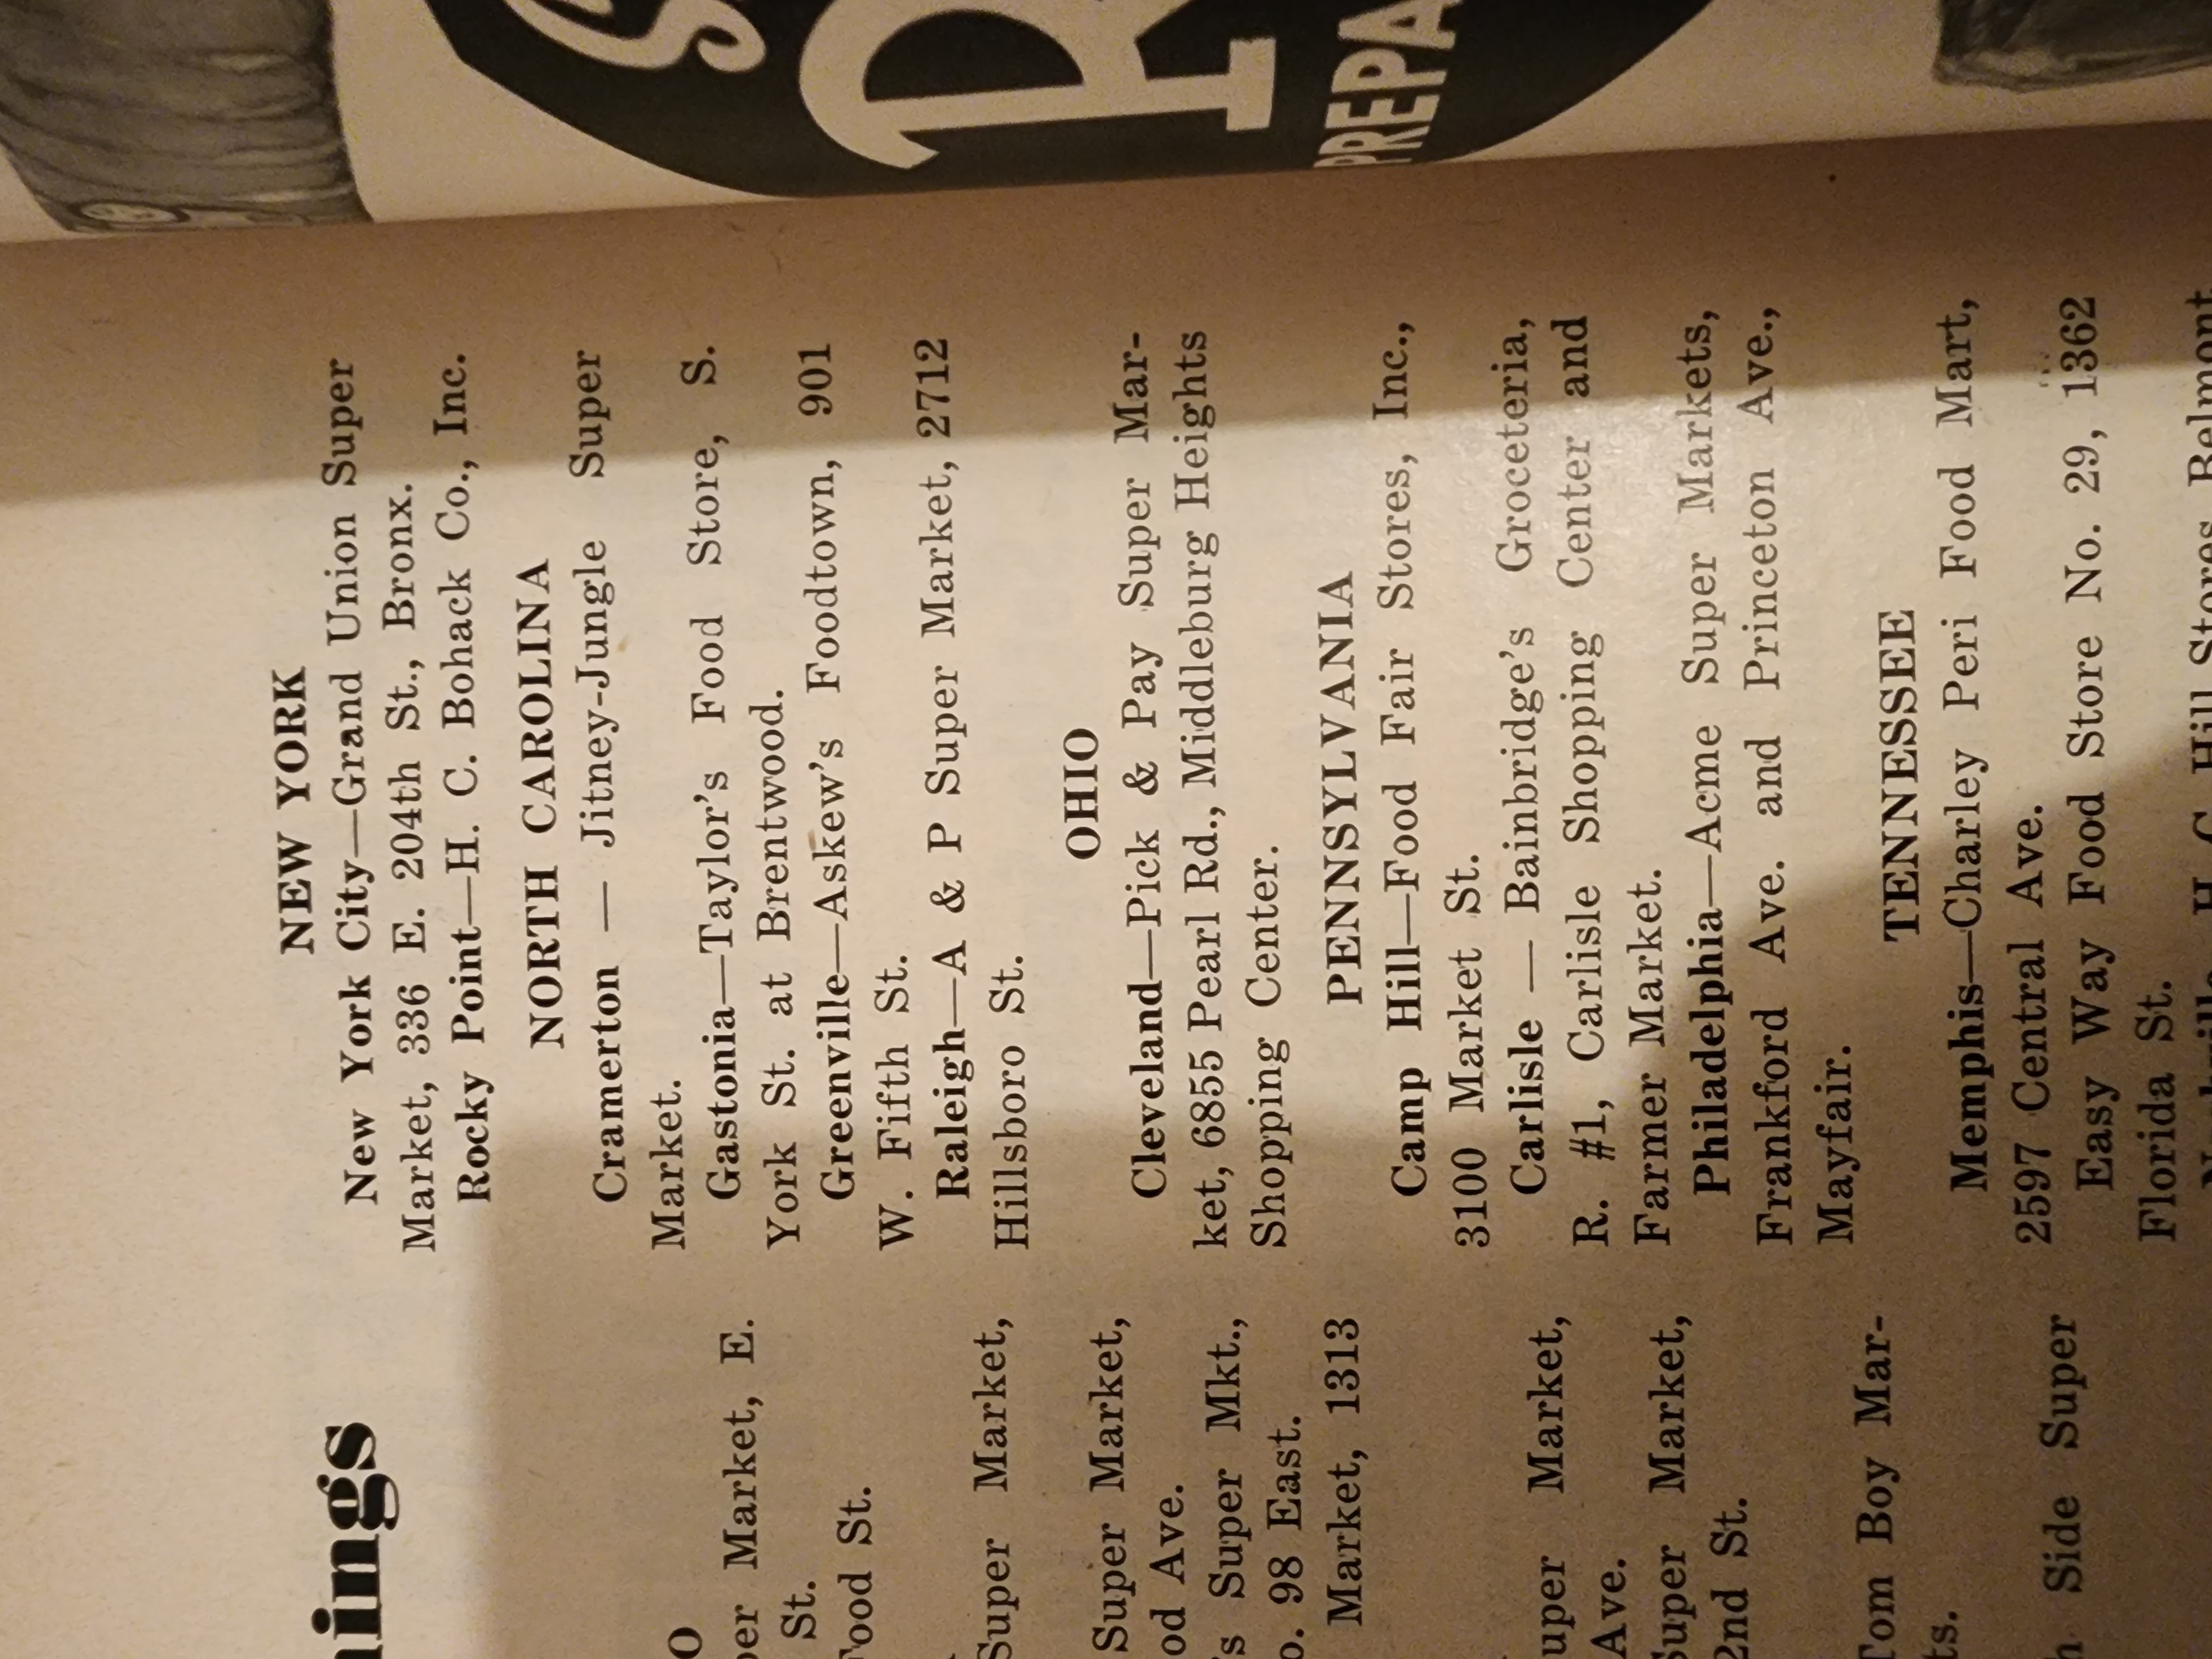 nings
O
per Market, E.
St.
Food St.
Super Market,
Super Market,
od Ave.
's Super Mkt.,
o. 98 East.
Market, 1313
uper Market,
Ave.
Super Market,
2nd St.
Tom Boy Mar-
ts.
h Side Super
NEW YORK
New York City—Grand Union Super
Market, 336 E. 204th St., Bronx.
Rocky Point—H. C. Bohack Co., Inc.
NORTH CAROLINA
Cramerton — Jitney-Jungle Super
Market.
Gastonia—Taylor's Food Store, S.
York St. at Brentwood.
Greenville—Askew's Foodtown, 901
W. Fifth St.
Raleigh—A & P Super Market, 2712
Hillsboro St.
OHIO
Cleveland—Pick & Pay Super Mar-
ket, 6855 Pearl Rd., Middleburg Heights
Shopping Center.
PENNSYLVANIA
Camp Hill—Food Fair Stores, Inc.,
3100 Market St.
Carlisle — Bainbridge's Groceteria,
R. #1, Carlisle Shopping Center and
Farmer Market.
Philadelphia—Acme Super Markets,
Frankford Ave. and Princeton Ave.,
Mayfair.
TENNESSEE
Memphis—Charley Peri Food Mart,
2597 Central Ave.
Easy Way Food Store No. 29, 1362
Florida St.
H. G. Hill Stores, Belmont
PREPA